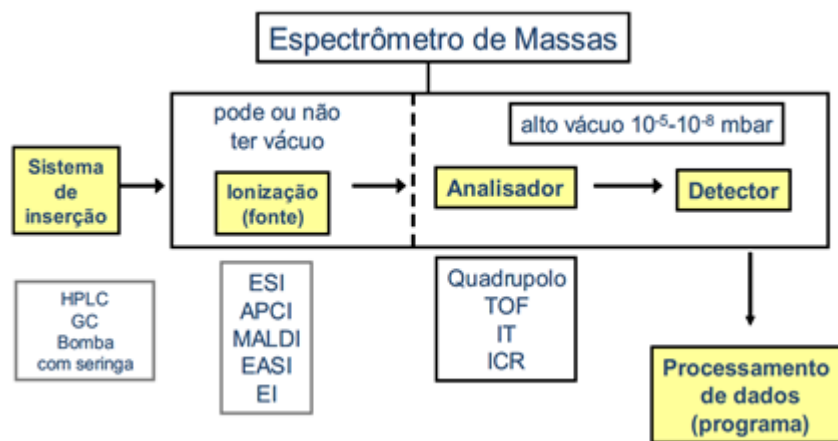 Espectrômetro de Massas
pode ou não
ter vácuo
alto vácuo 10⁻⁵-10⁻⁸ mbar
Sistema
de
inserção
Ionização
(fonte)
Analisador
Detector
HPLC
GC
Bomba
com seringa
ESI
APCI
MALDI
EASI
EI
Quadrupolo
TOF
IT
ICR
Processamento
de dados
(programa)